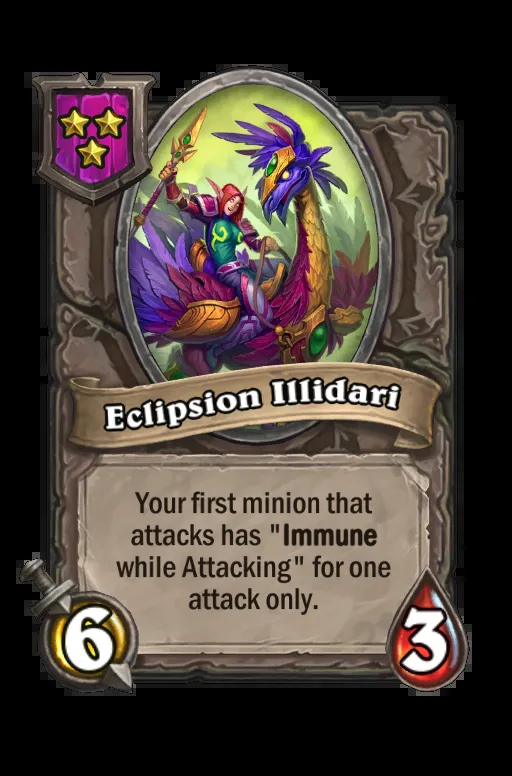 Eclipsion Illidari
Your first minion that
attacks has "Immune
while Attacking" for one
attack only.
6
3